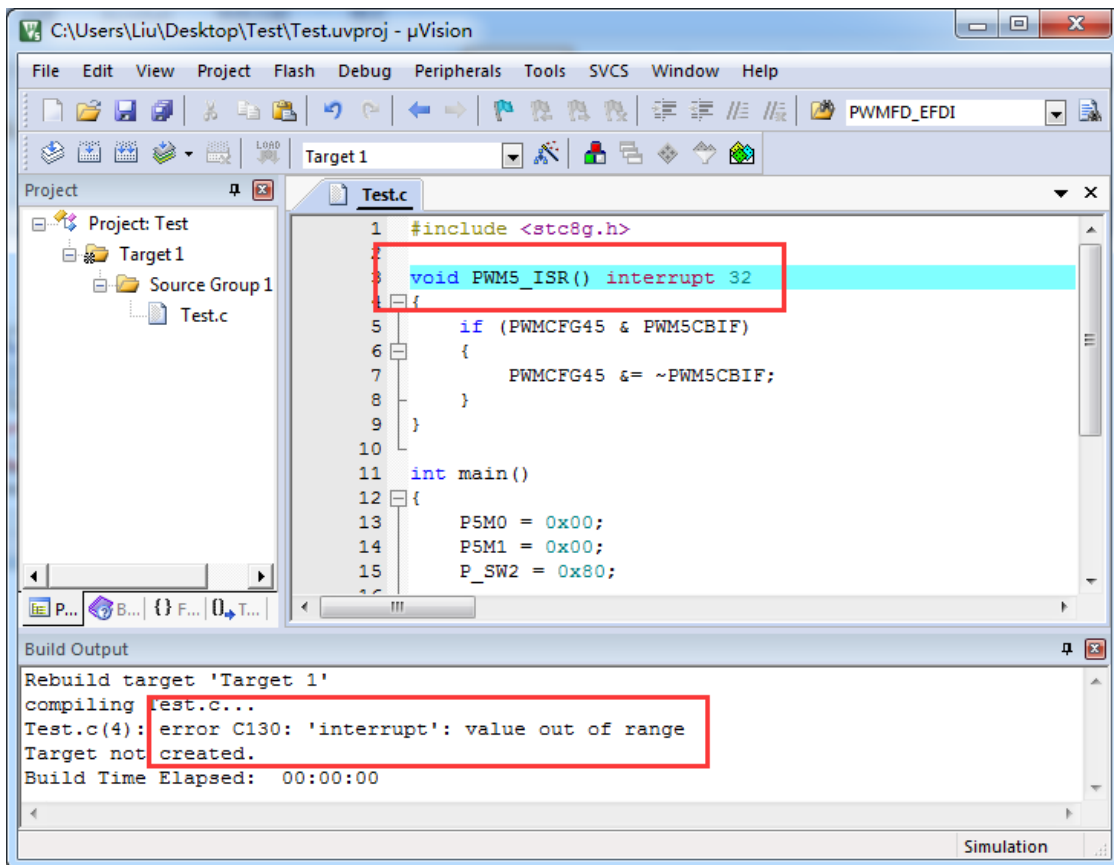 C:\Users\Liu\Desktop\Test\Test.uvproj - µVision
File Edit View Project Flash Debug Peripherals Tools SVCS Window Help
PWMFD_EFDI
LOAD
Target 1
Project
Test.c
Project: Test
Target 1
Source Group 1
Test.c
1 #include <stc8g.h>
2
3 void PWM5_ISR() interrupt 32
4 {
5 if (PWMCFG45 & PWM5CBIF)
6 {
7 PWMCFG45 &= ~PWM5CBIF;
8 }
9 }
10
11 int main()
12 {
13 P5M0 = 0x00;
14 P5M1 = 0x00;
15 P_SW2 = 0x80;
P... B... {} F... 0 T...
Build Output
Rebuild target 'Target 1'
compiling Test.c...
Test.c(4): error C130: 'interrupt': value out of range
Target not created.
Build Time Elapsed: 00:00:00
Simulation